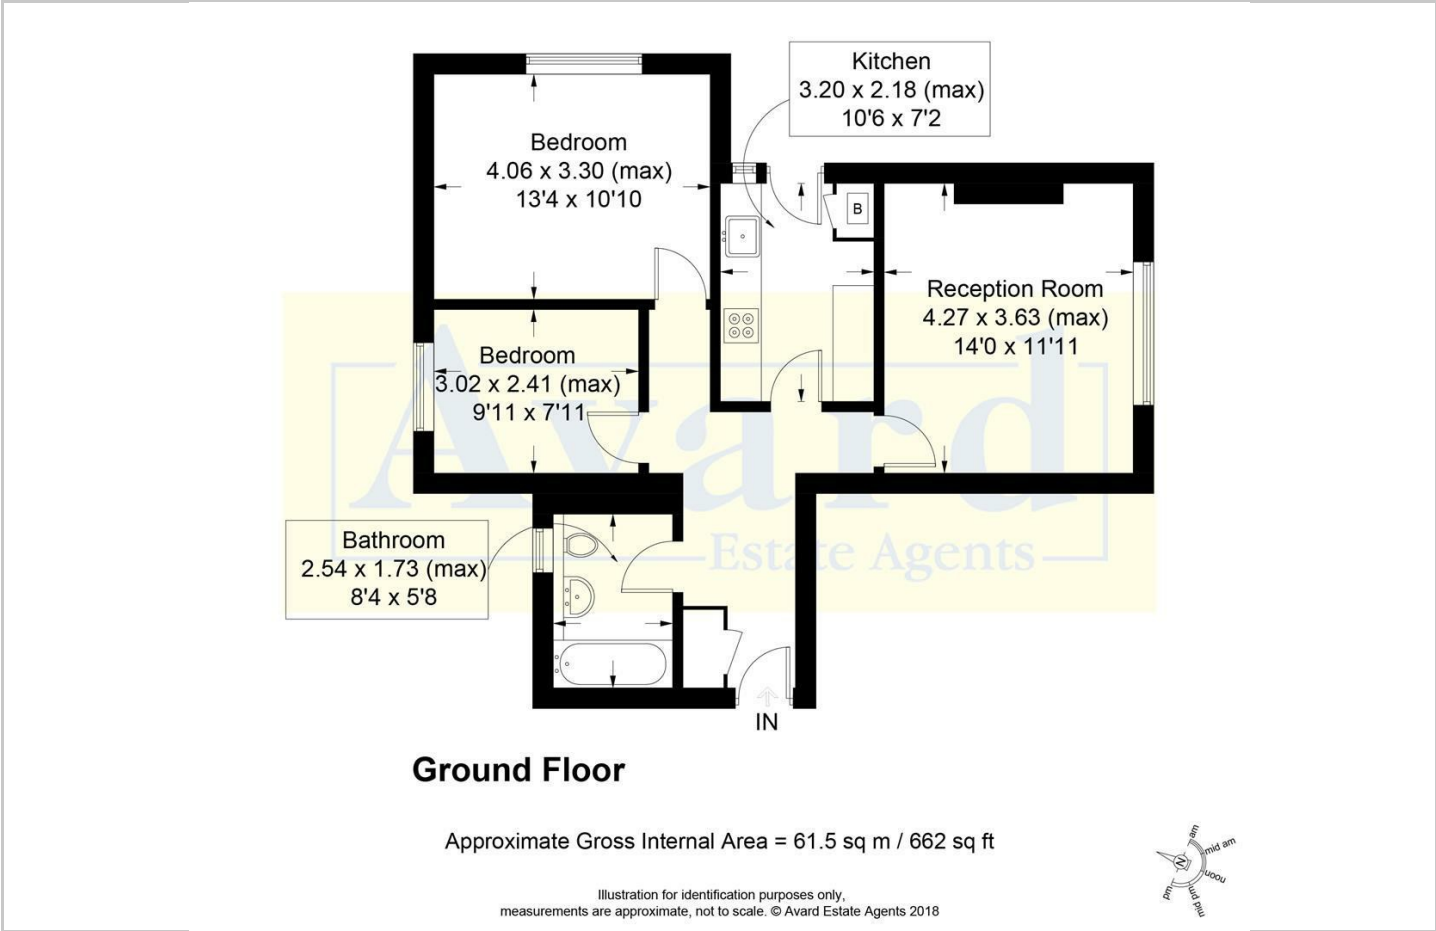 Kitchen
3.20 x 2.18 (max)
10'6 x 7'2
Bedroom
4.06 x 3.30 (max)
13'4 x 10'10
B
Reception Room
4.27 x 3.63 (max)
14'0 x 11'11
Bedroom
3.02 x 2.41 (max)
9'11 x 7'11
Avard
Estate Agents
Bathroom
2.54 x 1.73 (max)
8'4 x 5'8
IN
Ground Floor
Approximate Gross Internal Area = 61.5 sq m / 662 sq ft
am
mid am
N
noon
mid pm
pm
Illustration for identification purposes only,
measurements are approximate, not to scale. © Avard Estate Agents 2018